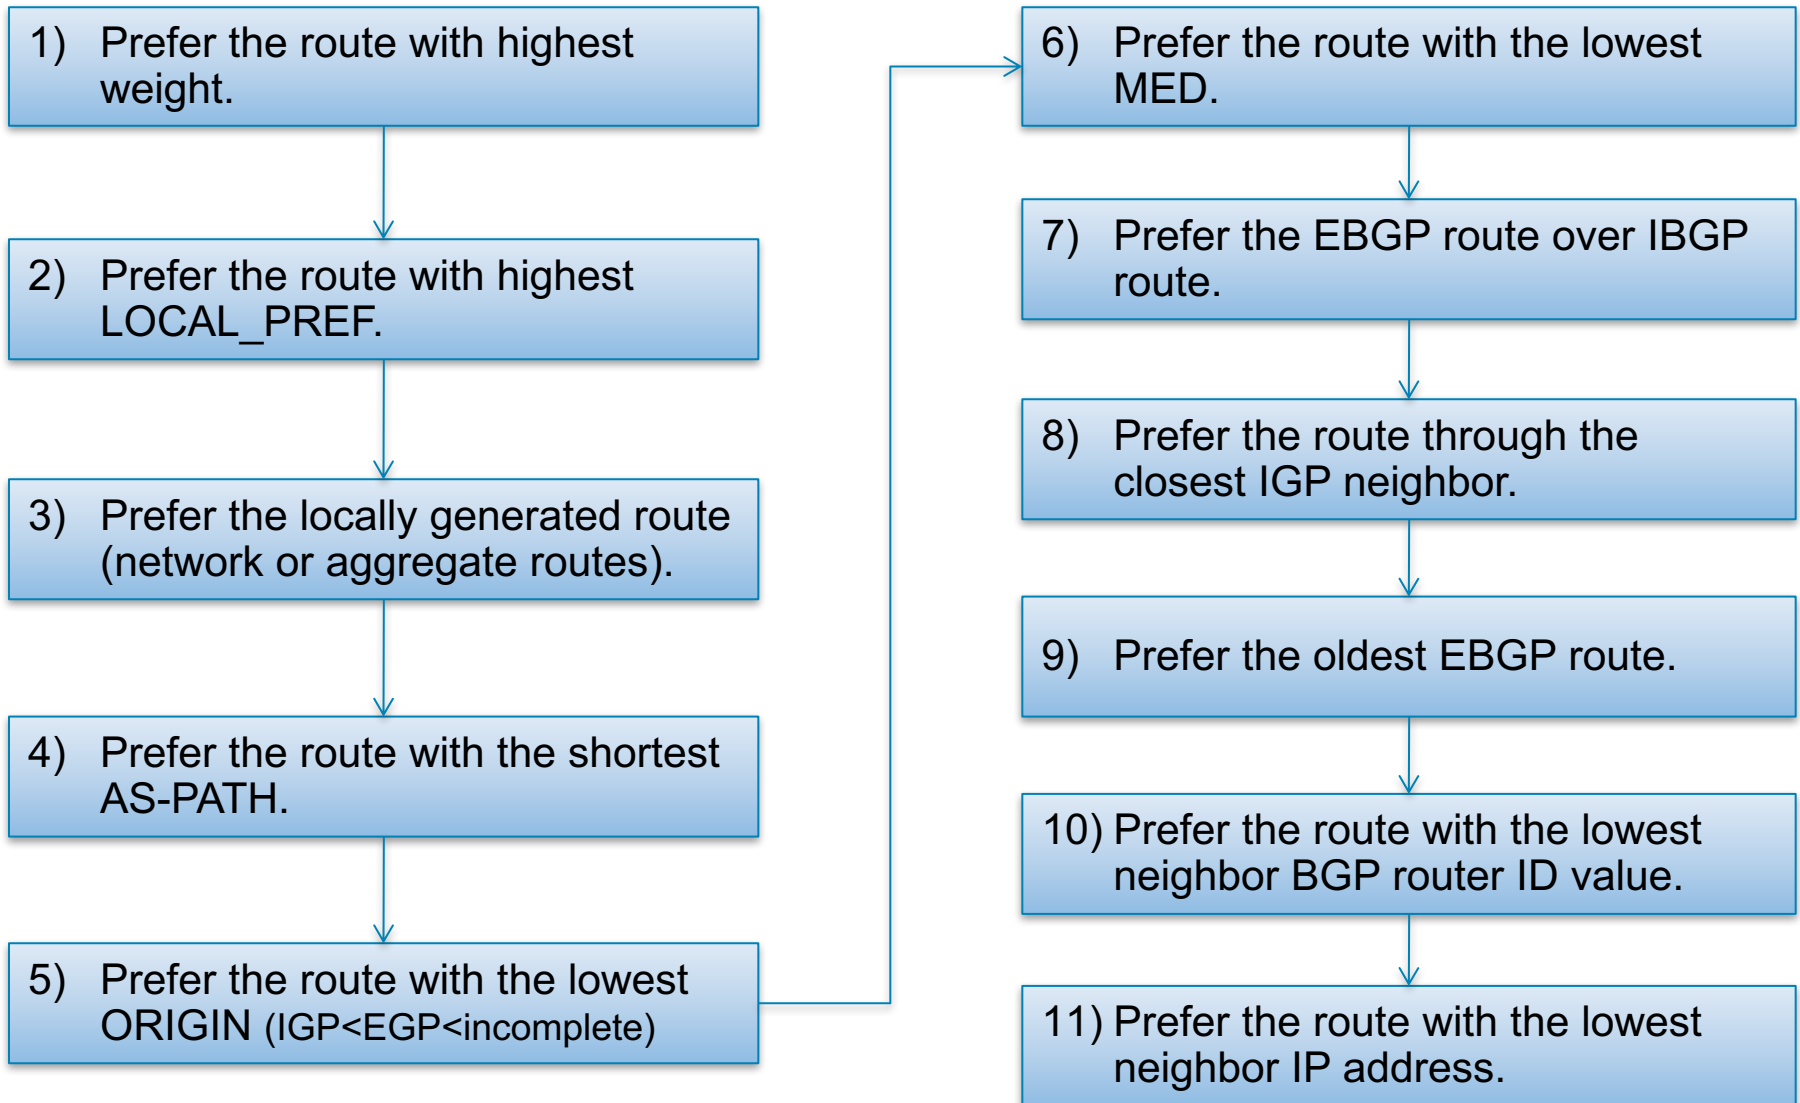 1) Prefer the route with highest
weight.
2) Prefer the route with highest
LOCAL_PREF.
3) Prefer the locally generated route
(network or aggregate routes).
4) Prefer the route with the shortest
AS-PATH.
5) Prefer the route with the lowest
ORIGIN (IGP<EGP<incomplete)
6) Prefer the route with the lowest
MED.
7) Prefer the EBGP route over IBGP
route.
8) Prefer the route through the
closest IGP neighbor.
9) Prefer the oldest EBGP route.
10) Prefer the route with the lowest
neighbor BGP router ID value.
11) Prefer the route with the lowest
neighbor IP address.